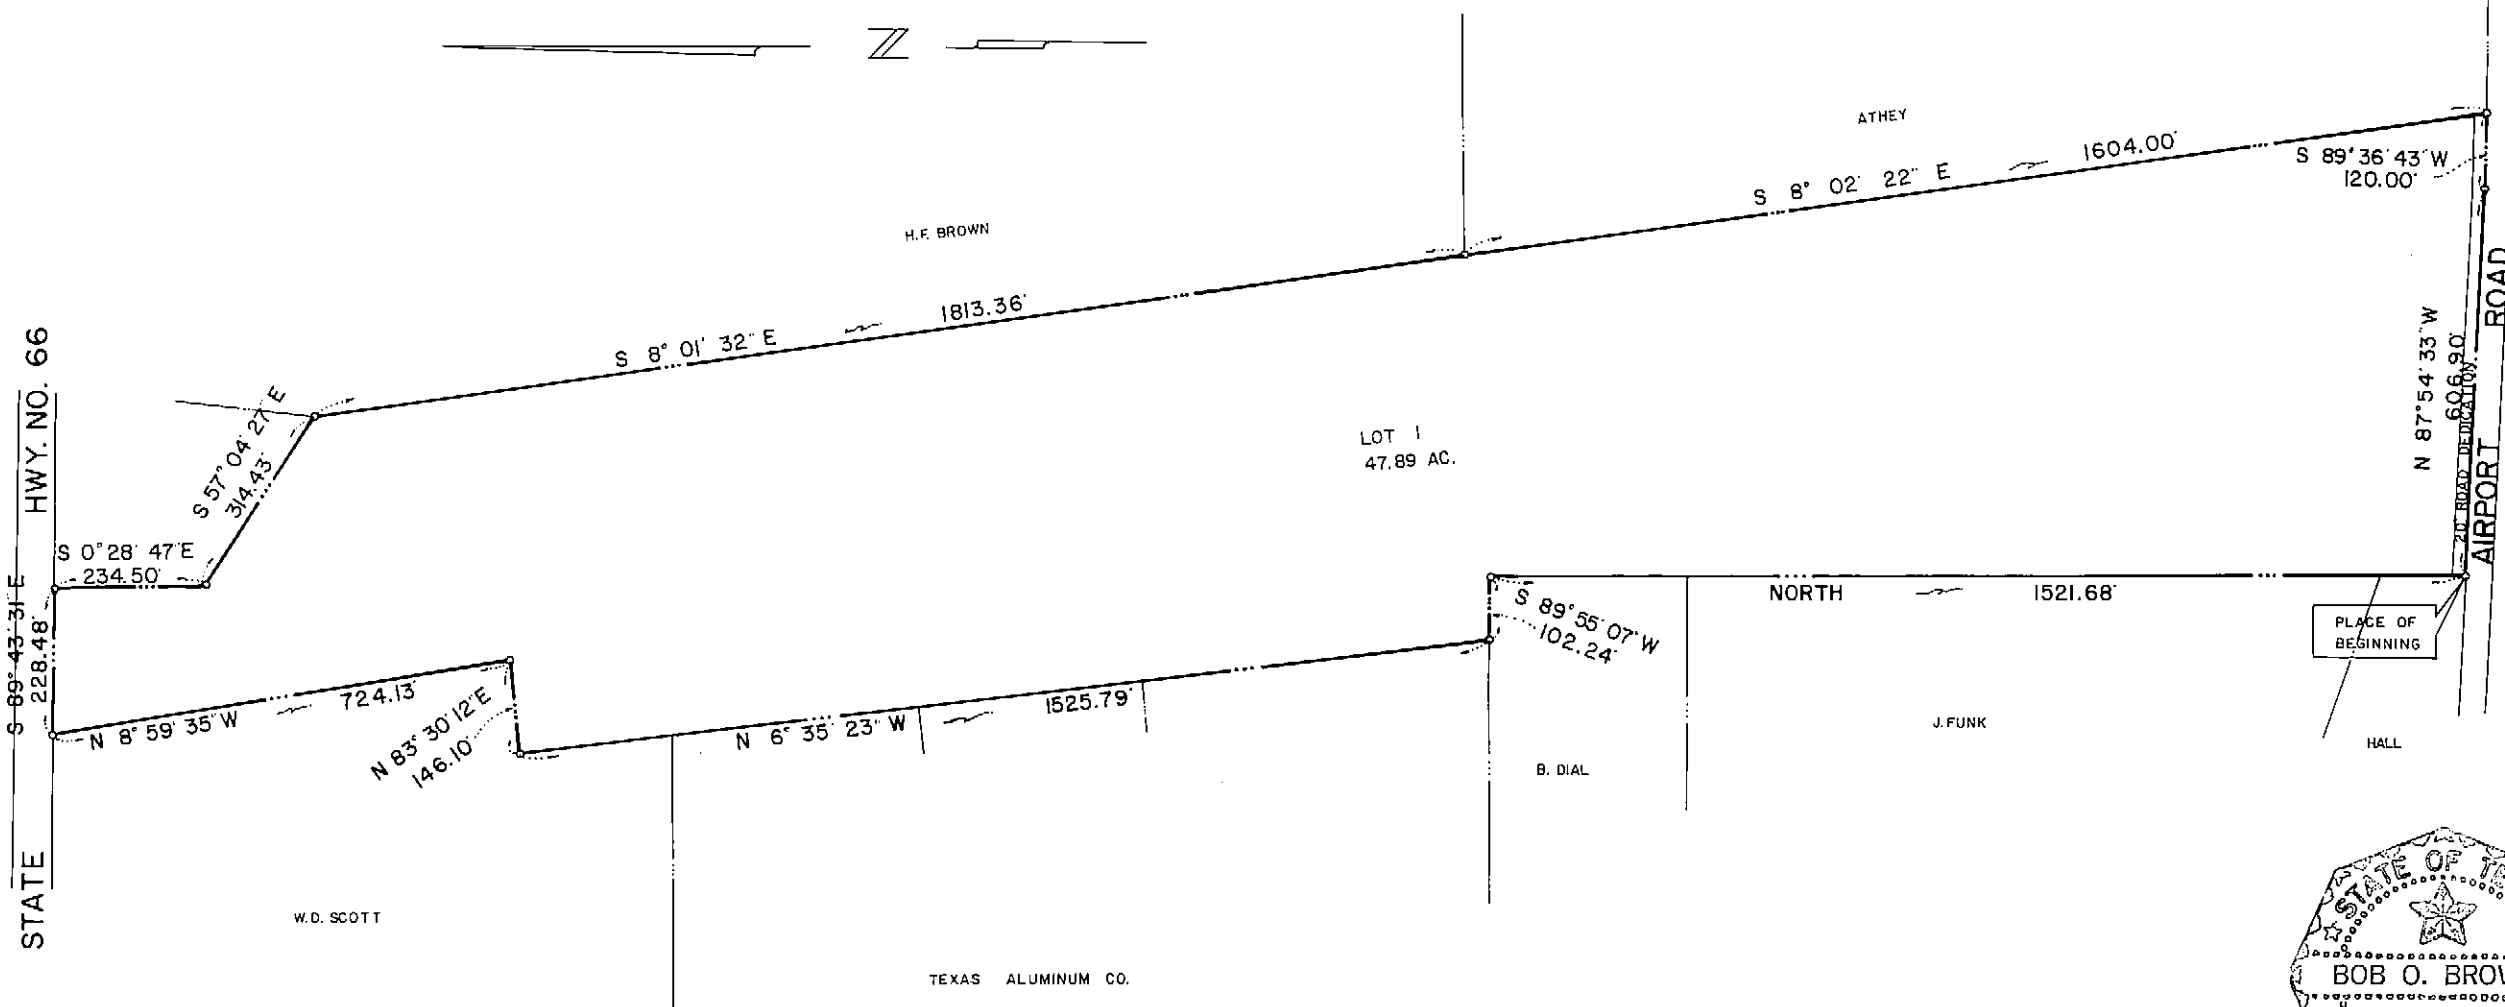 Z
ATHEY
1604.00'
S 89° 36' 43" W
120.00'
S 8° 02' 22" E
H.F. BROWN
1813.36'
S 8° 01' 32" E
STATE HWY. NO. 66
S 57° 04' 27" E
314.43'
AIRPORT ROAD
N 87° 54' 33" W
606.90'
20' ROAD DEDICATION
LOT 1
47.89 AC.
S 0° 28' 47" E
234.50'
S 89° 43' 31" E
228.48'
N 8° 59' 35" W
724.13'
N 83° 30' 12" E
146.10'
N 6° 35' 23" W
1525.79'
S 89° 55' 07" W
102.24'
NORTH 1521.68'
PLACE OF
BEGINNING
J. FUNK
HALL
B. DIAL
W.D. SCOTT
TEXAS ALUMINUM CO.
STATE OF
BOB O.